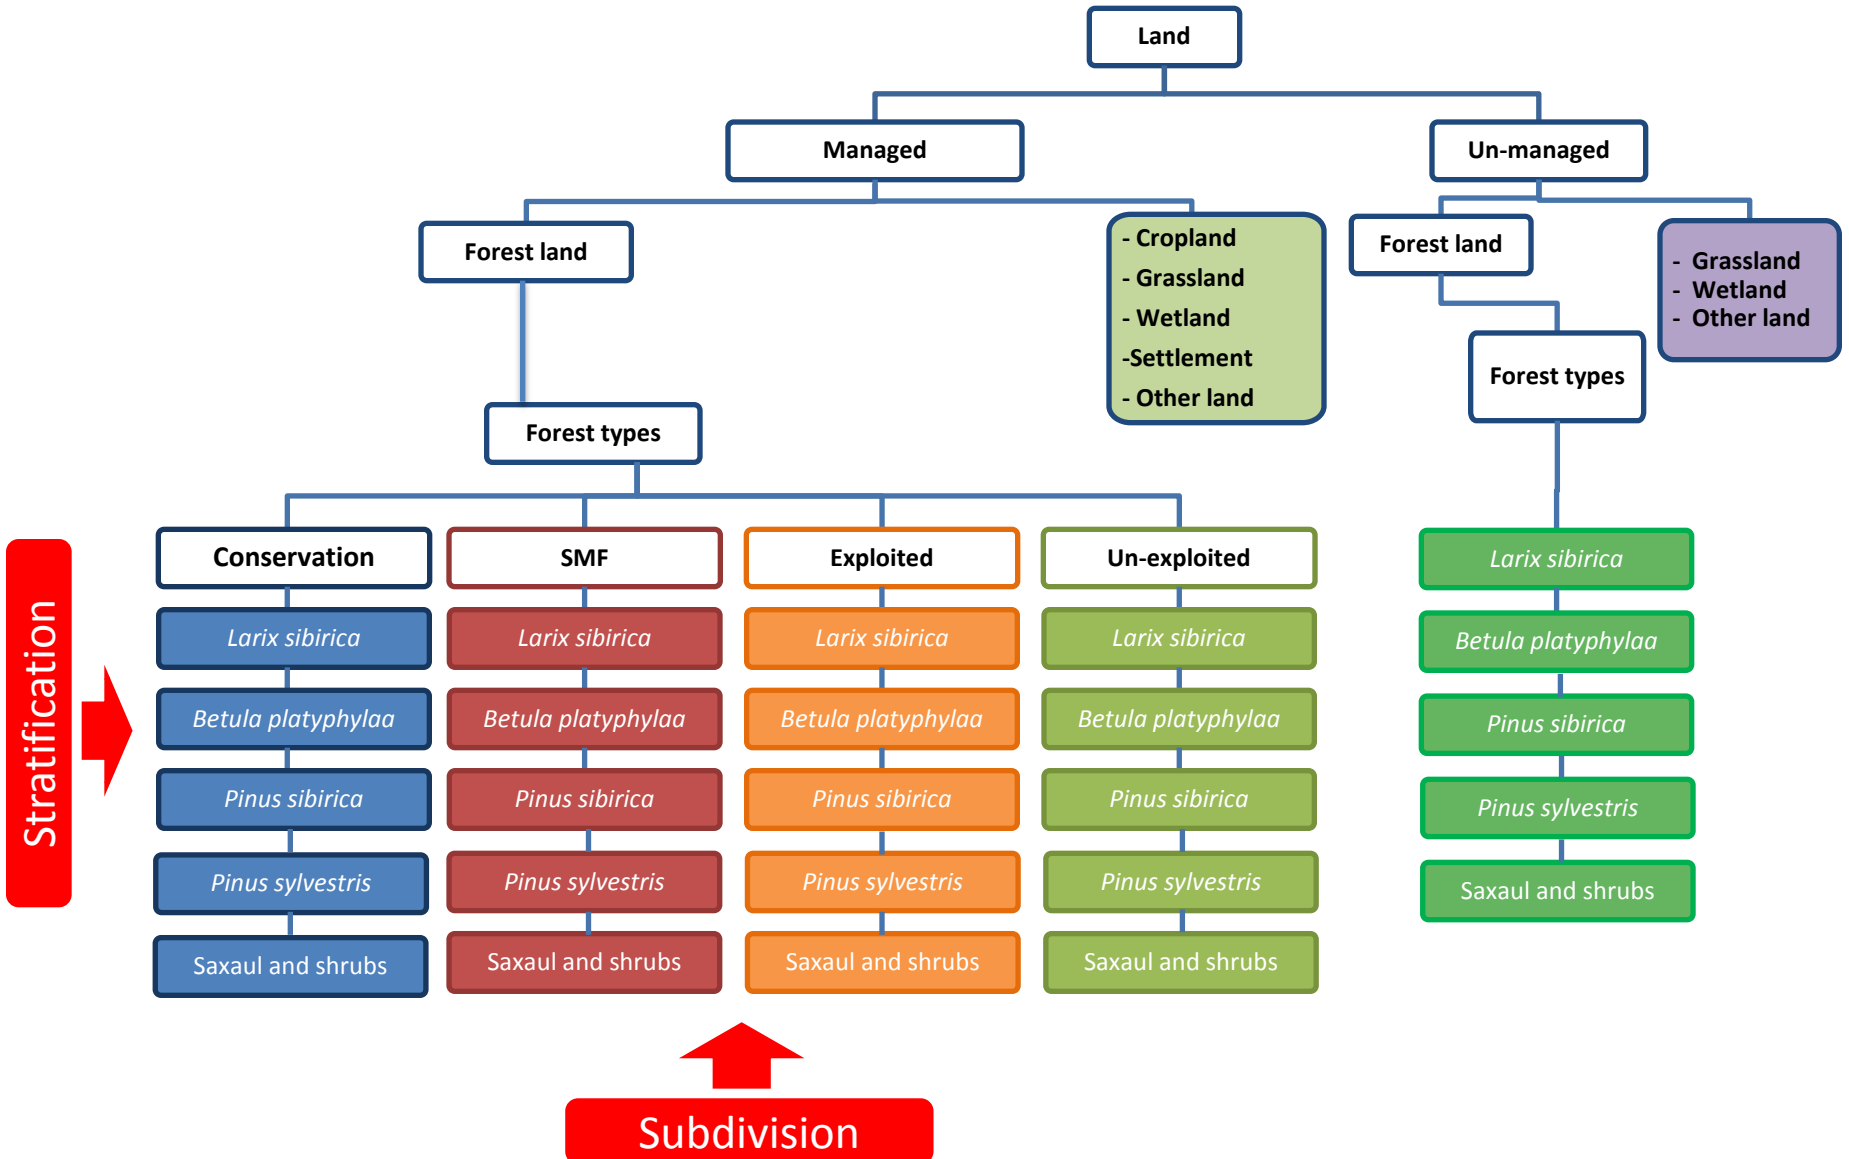 Land
Managed
Un-managed
Forest land
- Cropland
- Grassland
- Wetland
-Settlement
- Other land
Forest land
- Grassland
- Wetland
- Other land
Forest types
Forest types
Stratification
Conservation
Larix sibirica
Betula platyphylaa
Pinus sibirica
Pinus sylvestris
Saxaul and shrubs
SMF
Larix sibirica
Betula platyphylaa
Pinus sibirica
Pinus sylvestris
Saxaul and shrubs
Exploited
Larix sibirica
Betula platyphylaa
Pinus sibirica
Pinus sylvestris
Saxaul and shrubs
Un-exploited
Larix sibirica
Betula platyphylaa
Pinus sibirica
Pinus sylvestris
Saxaul and shrubs
Larix sibirica
Betula platyphylaa
Pinus sibirica
Pinus sylvestris
Saxaul and shrubs
Subdivision